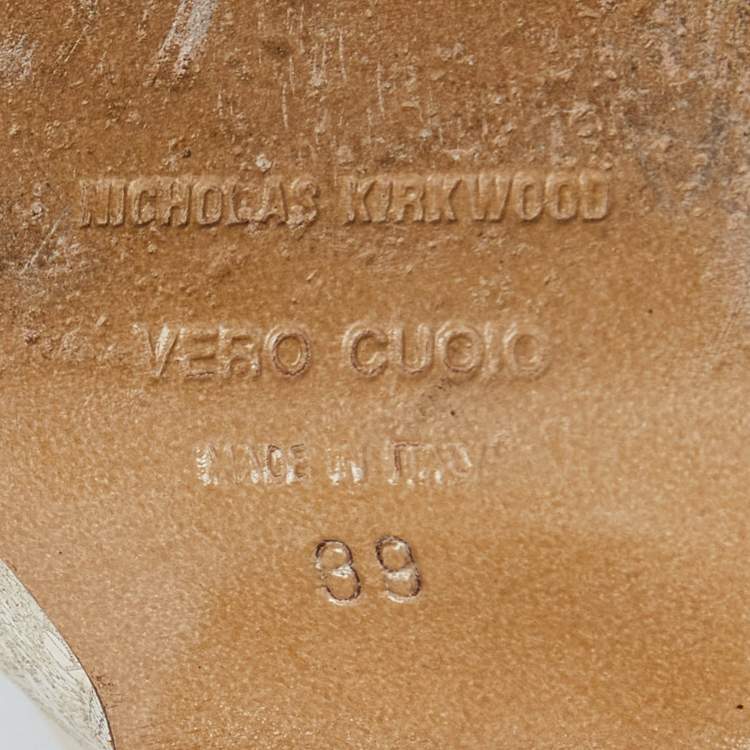 NICHOLAS KIRKWOOD
VERO CUOIO
MADE IN ITALY
39